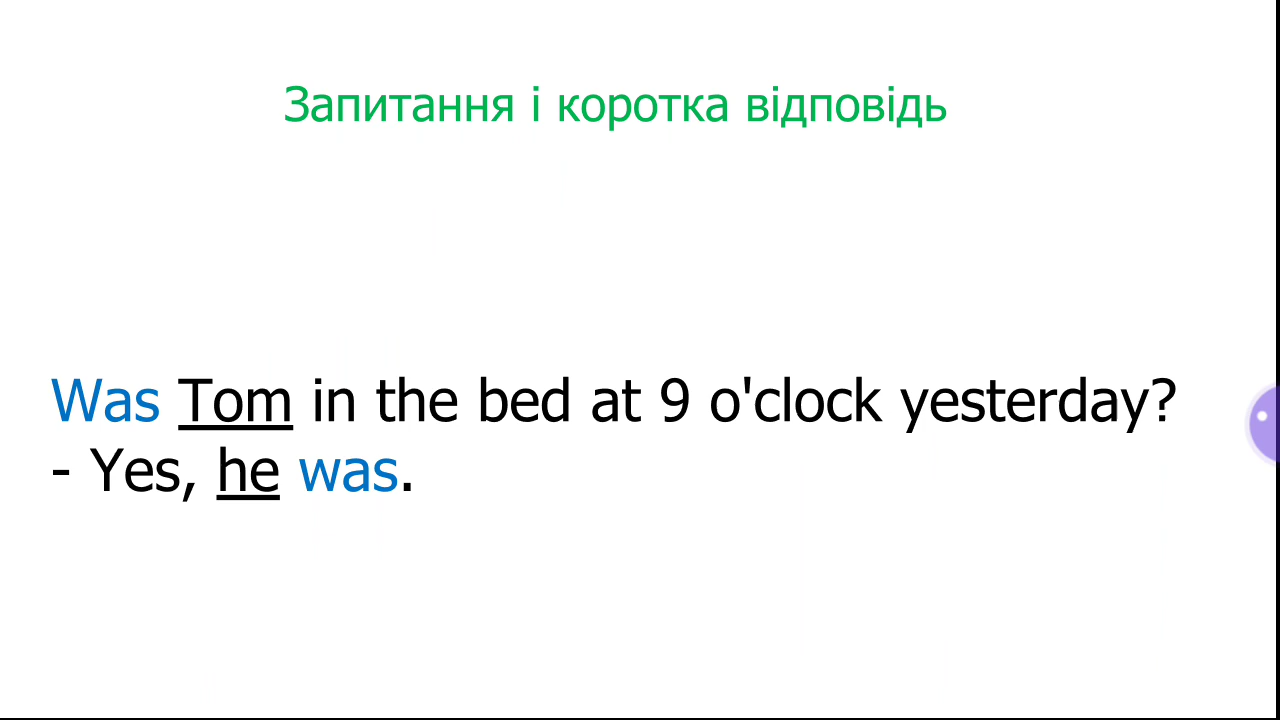 Запитання і коротка відповідь
Was Tom in the bed at 9 o'clock yesterday?
- Yes, he was.